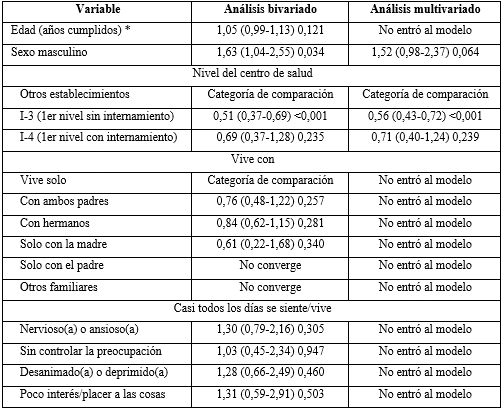 Variable Análisis bivariado Análisis multivariado
Edad (años cumplidos) * 1,05 (0,99-1,13) 0,121 No entró al modelo
Sexo masculino 1,63 (1,04-2,55) 0,034 1,52 (0,98-2,37) 0,064
Nivel del centro de salud
Otros establecimientos Categoría de comparación Categoría de comparación
I-3 (1er nivel sin internamiento) 0,51 (0,37-0,69) <0,001 0,56 (0,43-0,72) <0,001
I-4 (1er nivel con internamiento) 0,69 (0,37-1,28) 0,235 0,71 (0,40-1,24) 0,239
Vive con
Vive solo Categoría de comparación No entró al modelo
Con ambos padres 0,76 (0,48-1,22) 0,257 No entró al modelo
Con hermanos 0,84 (0,62-1,15) 0,281 No entró al modelo
Solo con la madre 0,61 (0,22-1,68) 0,340 No entró al modelo
Solo con el padre No converge No entró al modelo
Otros familiares No converge No entró al modelo
Casi todos los días se siente/vive
Nervioso(a) o ansioso(a) 1,30 (0,79-2,16) 0,305 No entró al modelo
Sin controlar la preocupación 1,03 (0,45-2,34) 0,947 No entró al modelo
Desanimado(a) o deprimido(a) 1,28 (0,66-2,49) 0,460 No entró al modelo
Poco interés/placer a las cosas 1,31 (0,59-2,91) 0,503 No entró al modelo